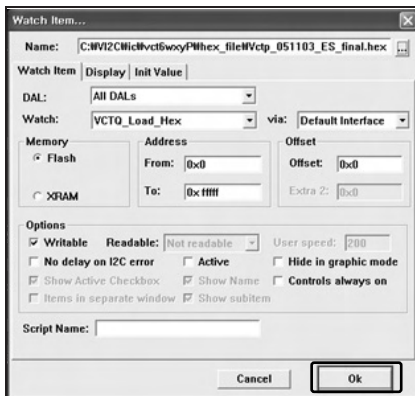 Watch Item...
Name: C:₩VI2C₩ic₩vct6wxyP₩hex_file₩Vctp_051103_ES_final.hex ...
Watch Item Display Init Value
DAL: All DALs
Watch: VCTQ_Load_Hex via: Default Interface
Memory Address Offset
Flash From: 0x0 Offset: 0x0
XRAM To: 0x fffff Extra 2: 0x0
Options
Writable Readable: Not readable User speed: 200
No delay on I2C error Active Hide in graphic mode
Show Active Checkbox Show Name Controls always on
Items in separate window Show subitem
Script Name:
Cancel Ok